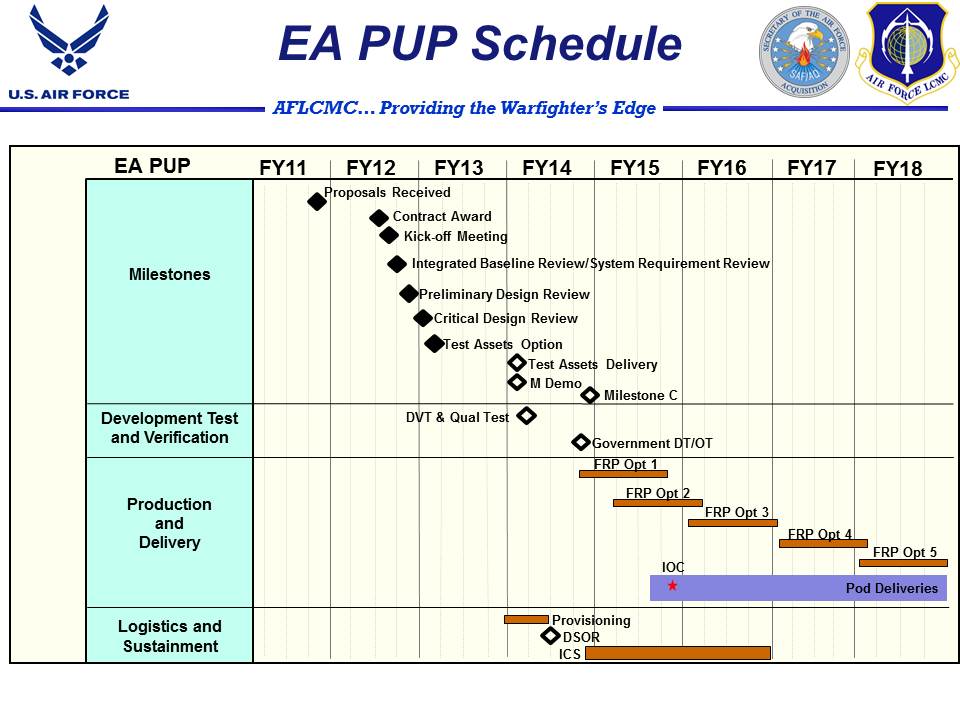 EA PUP Schedule
U.S. AIR FORCE
SECRETARY OF THE AIR FORCE
SAF/AQ
ACQUISITION
AIR FORCE LCMC
AFLCMC… Providing the Warfighter’s Edge
EA PUP FY11 FY12 FY13 FY14 FY15 FY16 FY17 FY18
Milestones
Proposals Received
Contract Award
Kick-off Meeting
Integrated Baseline Review/System Requirement Review
Preliminary Design Review
Critical Design Review
Test Assets Option
Test Assets Delivery
M Demo
Milestone C
Development Test
and Verification
DVT & Qual Test
Government DT/OT
Production
and
Delivery
FRP Opt 1
FRP Opt 2
FRP Opt 3
FRP Opt 4
FRP Opt 5
IOC
Pod Deliveries
Logistics and
Sustainment
Provisioning
DSOR
ICS